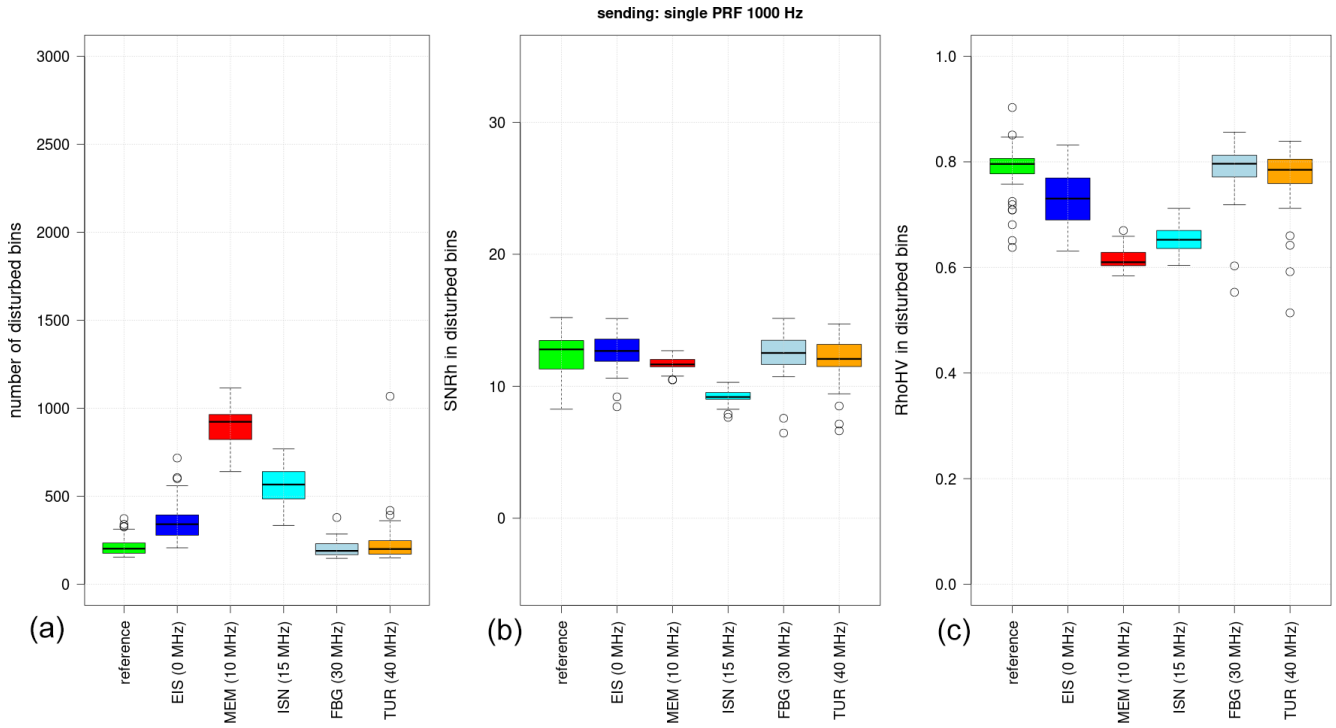 sending: single PRF 1000 Hz
number of disturbed bins
3000
2500
2000
1500
1000
500
0
(a)
reference
EIS (0 MHz)
MEM (10 MHz)
ISN (15 MHz)
FBG (30 MHz)
TUR (40 MHz)
SNRh in disturbed bins
30
20
10
0
(b)
reference
EIS (0 MHz)
MEM (10 MHz)
ISN (15 MHz)
FBG (30 MHz)
TUR (40 MHz)
RhoHV in disturbed bins
1.0
0.8
0.6
0.4
0.2
0.0
(c)
reference
EIS (0 MHz)
MEM (10 MHz)
ISN (15 MHz)
FBG (30 MHz)
TUR (40 MHz)